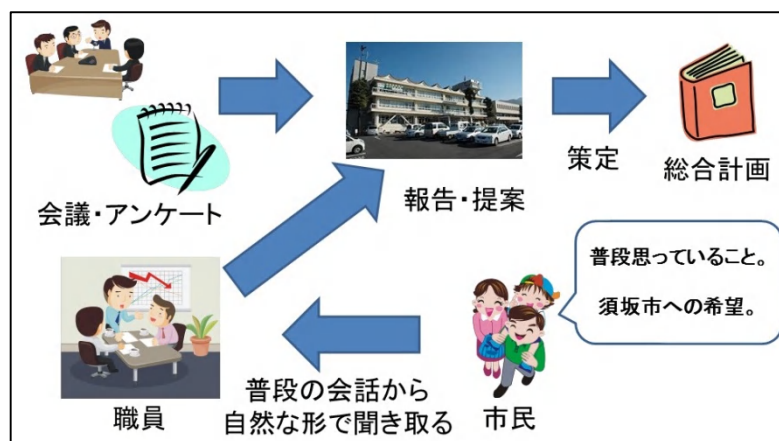 会議・アンケート
報告・提案
策定
総合計画
普段思っていること。
須坂市への希望。
職員
普段の会話から
自然な形で聞き取る
市民